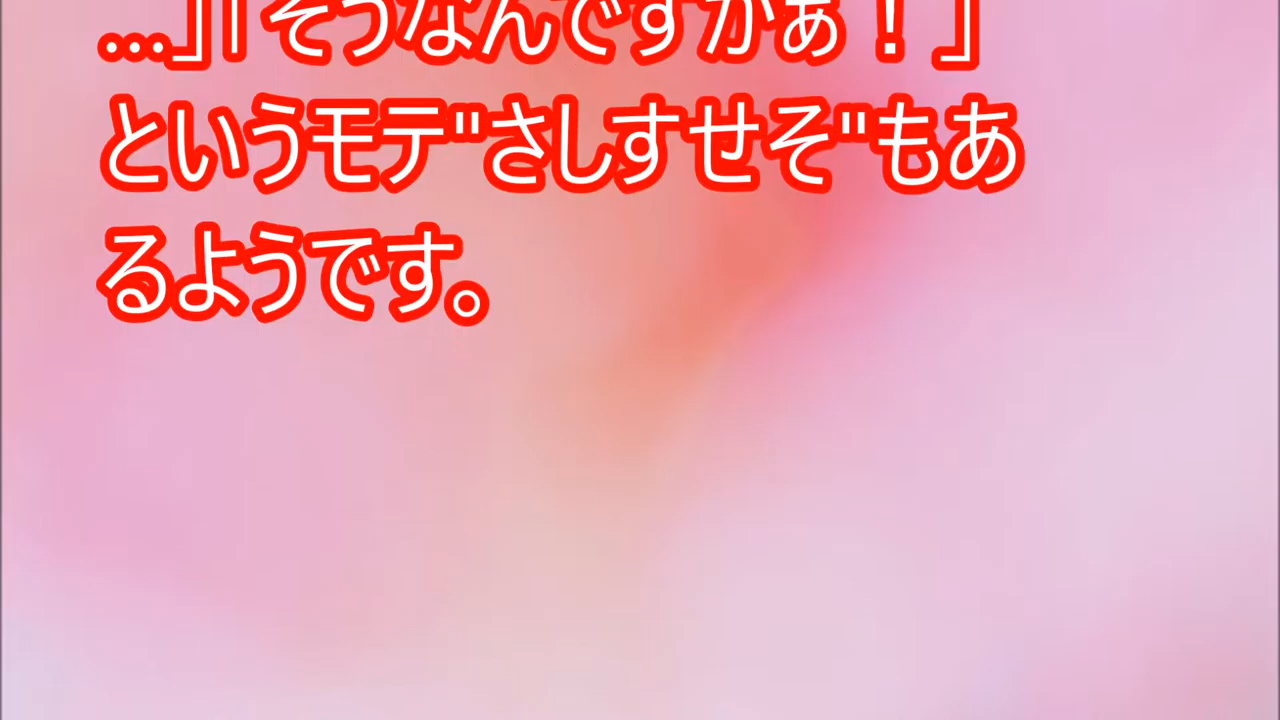 …」「そうなんですかぁ！」
というモテ"さしすせそ"もあ
るようです。